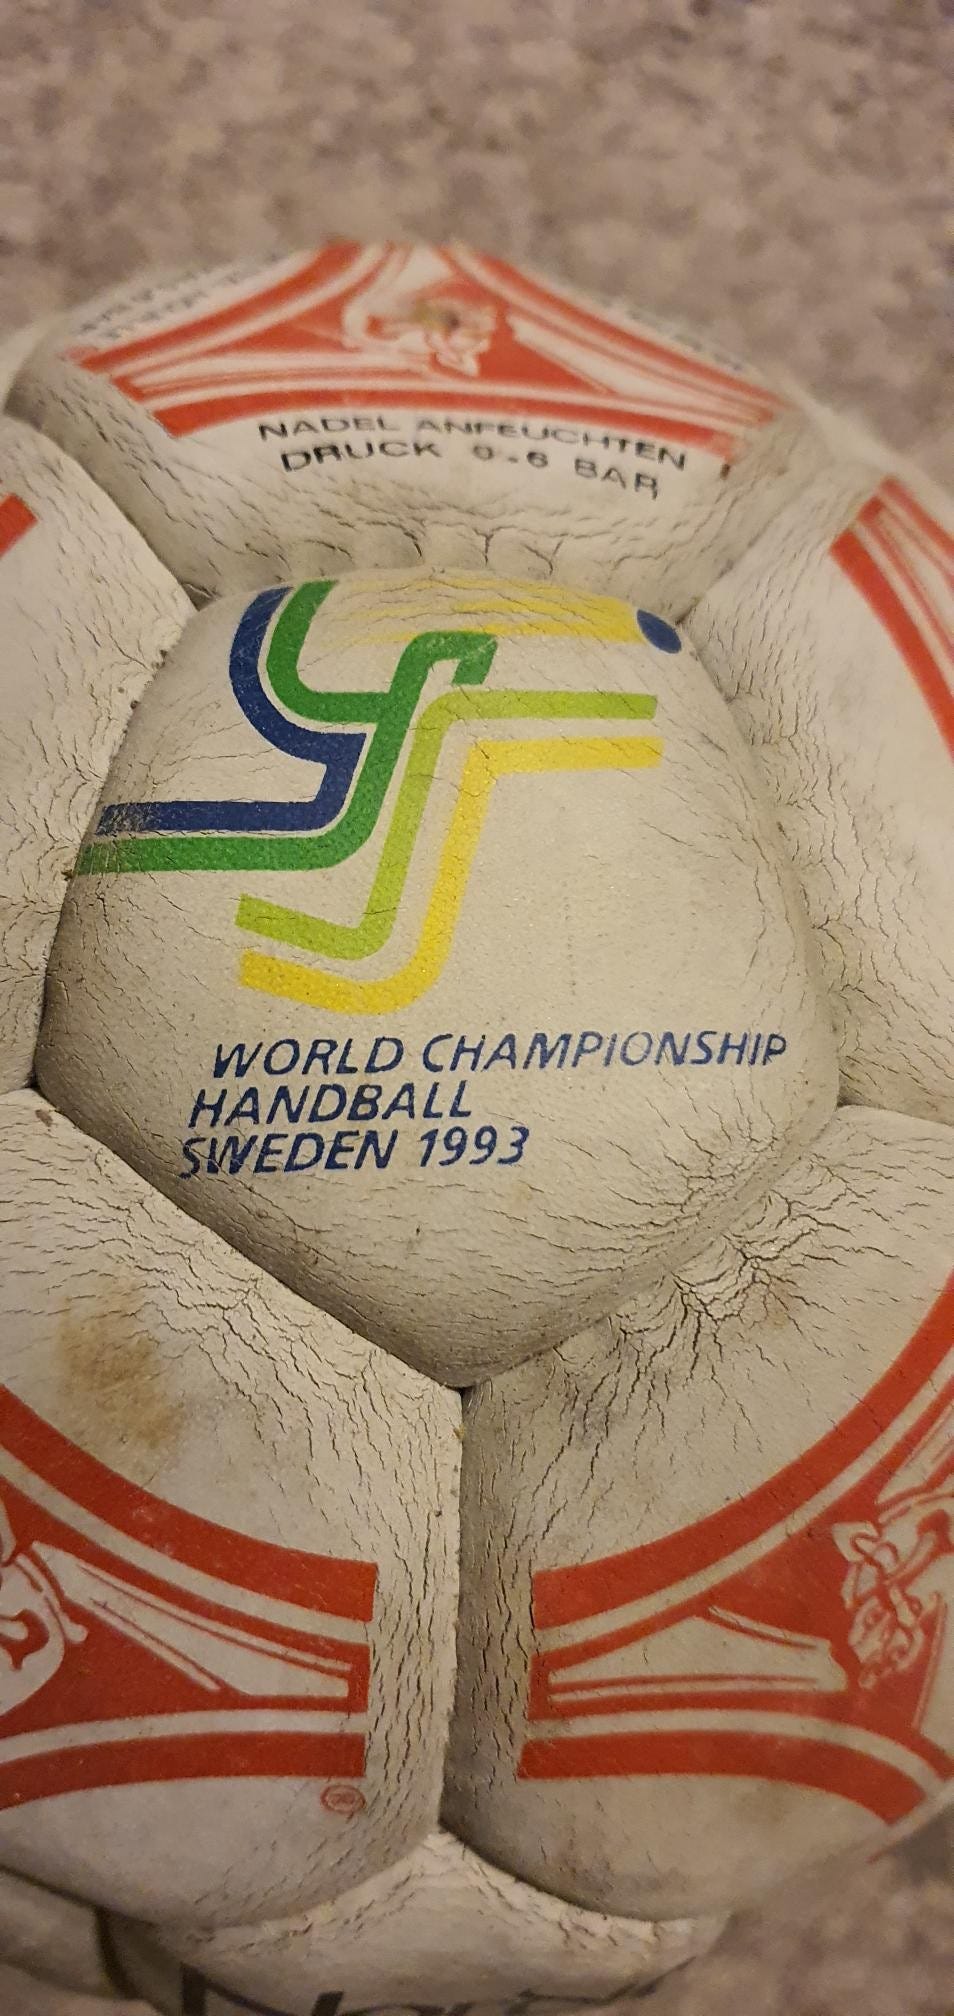 NADEL ANFEUCHTEN !
DRUCK 0.6 BAR
WORLD CHAMPIONSHIP
HANDBALL
SWEDEN 1993